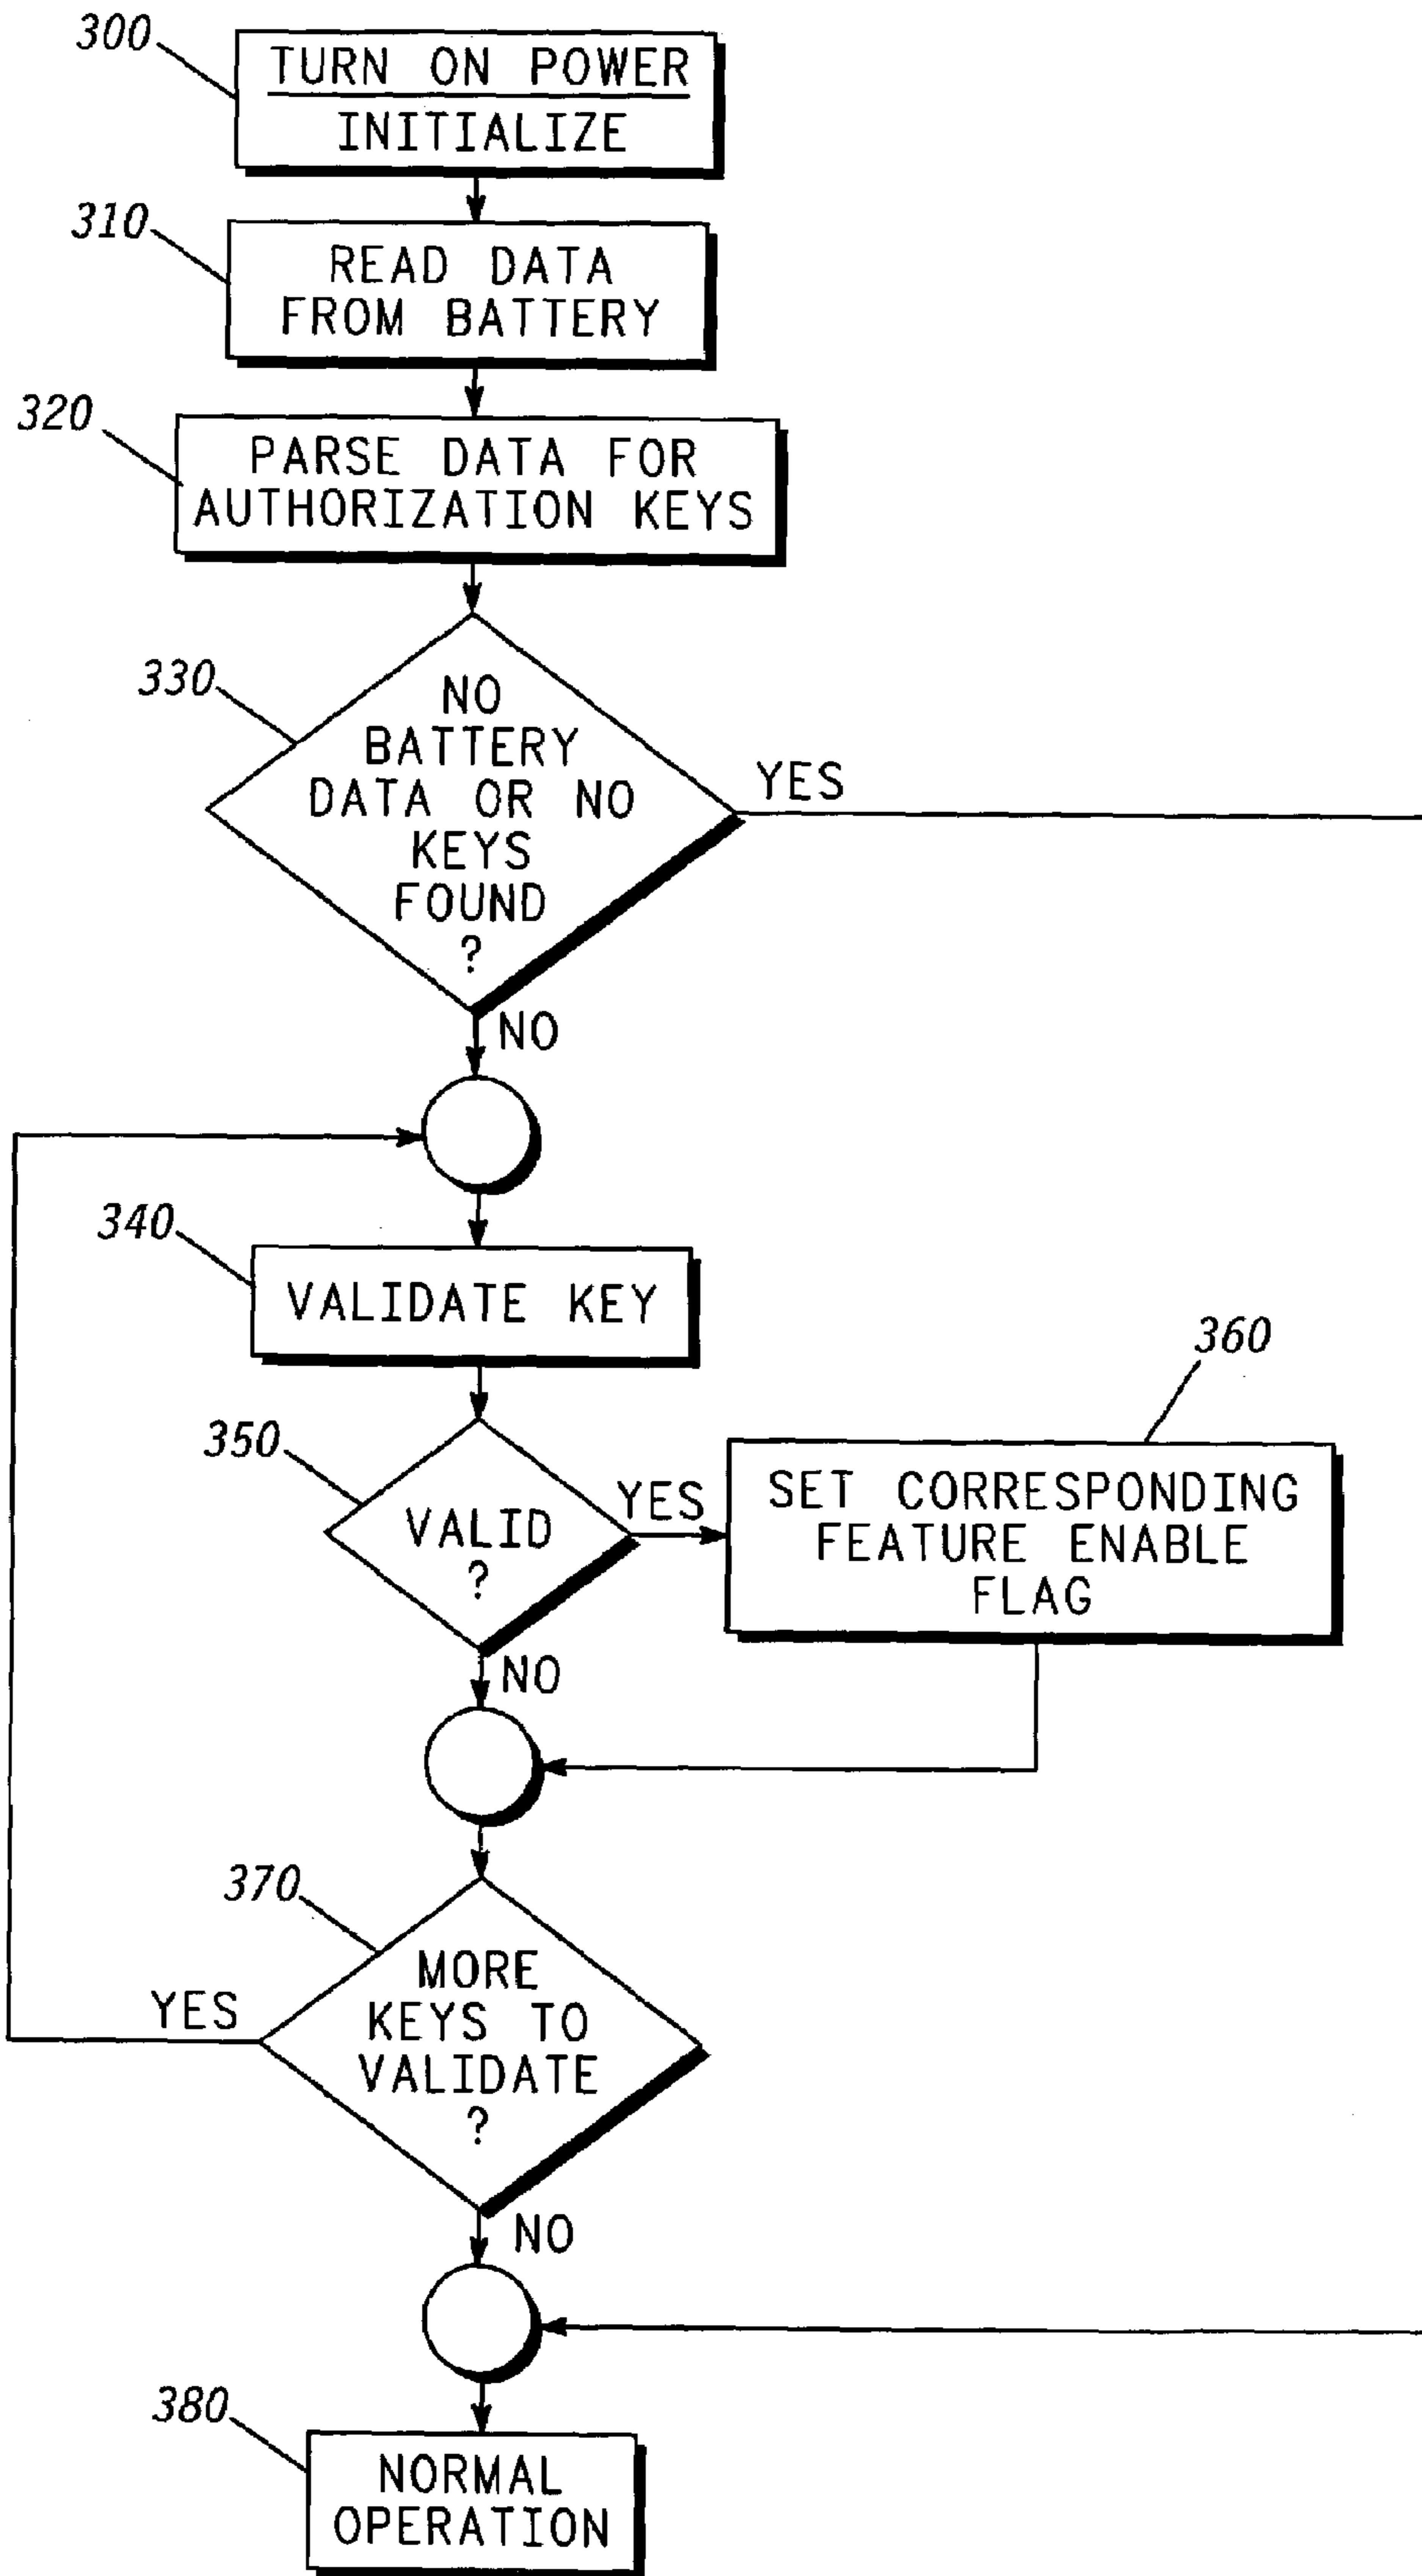 300
TURN ON POWER
INITIALIZE
310
READ DATA
FROM BATTERY
320
PARSE DATA FOR
AUTHORIZATION KEYS
330
NO
BATTERY
DATA OR NO
KEYS
FOUND
?
YES
NO
340
VALIDATE KEY
350
VALID
?
YES
NO
360
SET CORRESPONDING
FEATURE ENABLE
FLAG
370
MORE
KEYS TO
VALIDATE
?
YES
NO
380
NORMAL
OPERATION